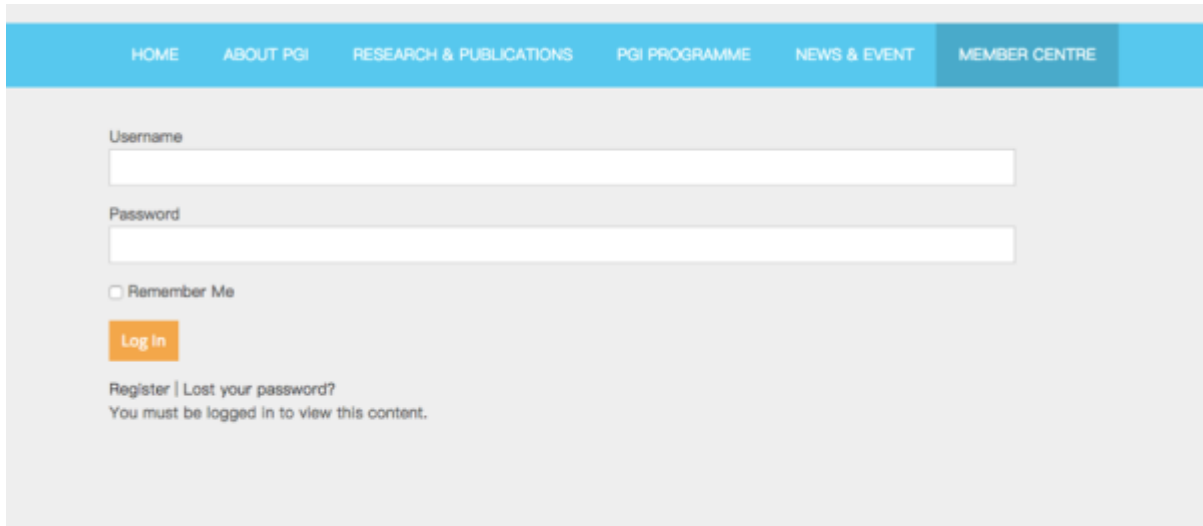 HOME ABOUT PGI RESEARCH & PUBLICATIONS PGI PROGRAMME NEWS & EVENT MEMBER CENTRE
Username
Password
Remember Me
Log In
Register | Lost your password?
You must be logged in to view this content.